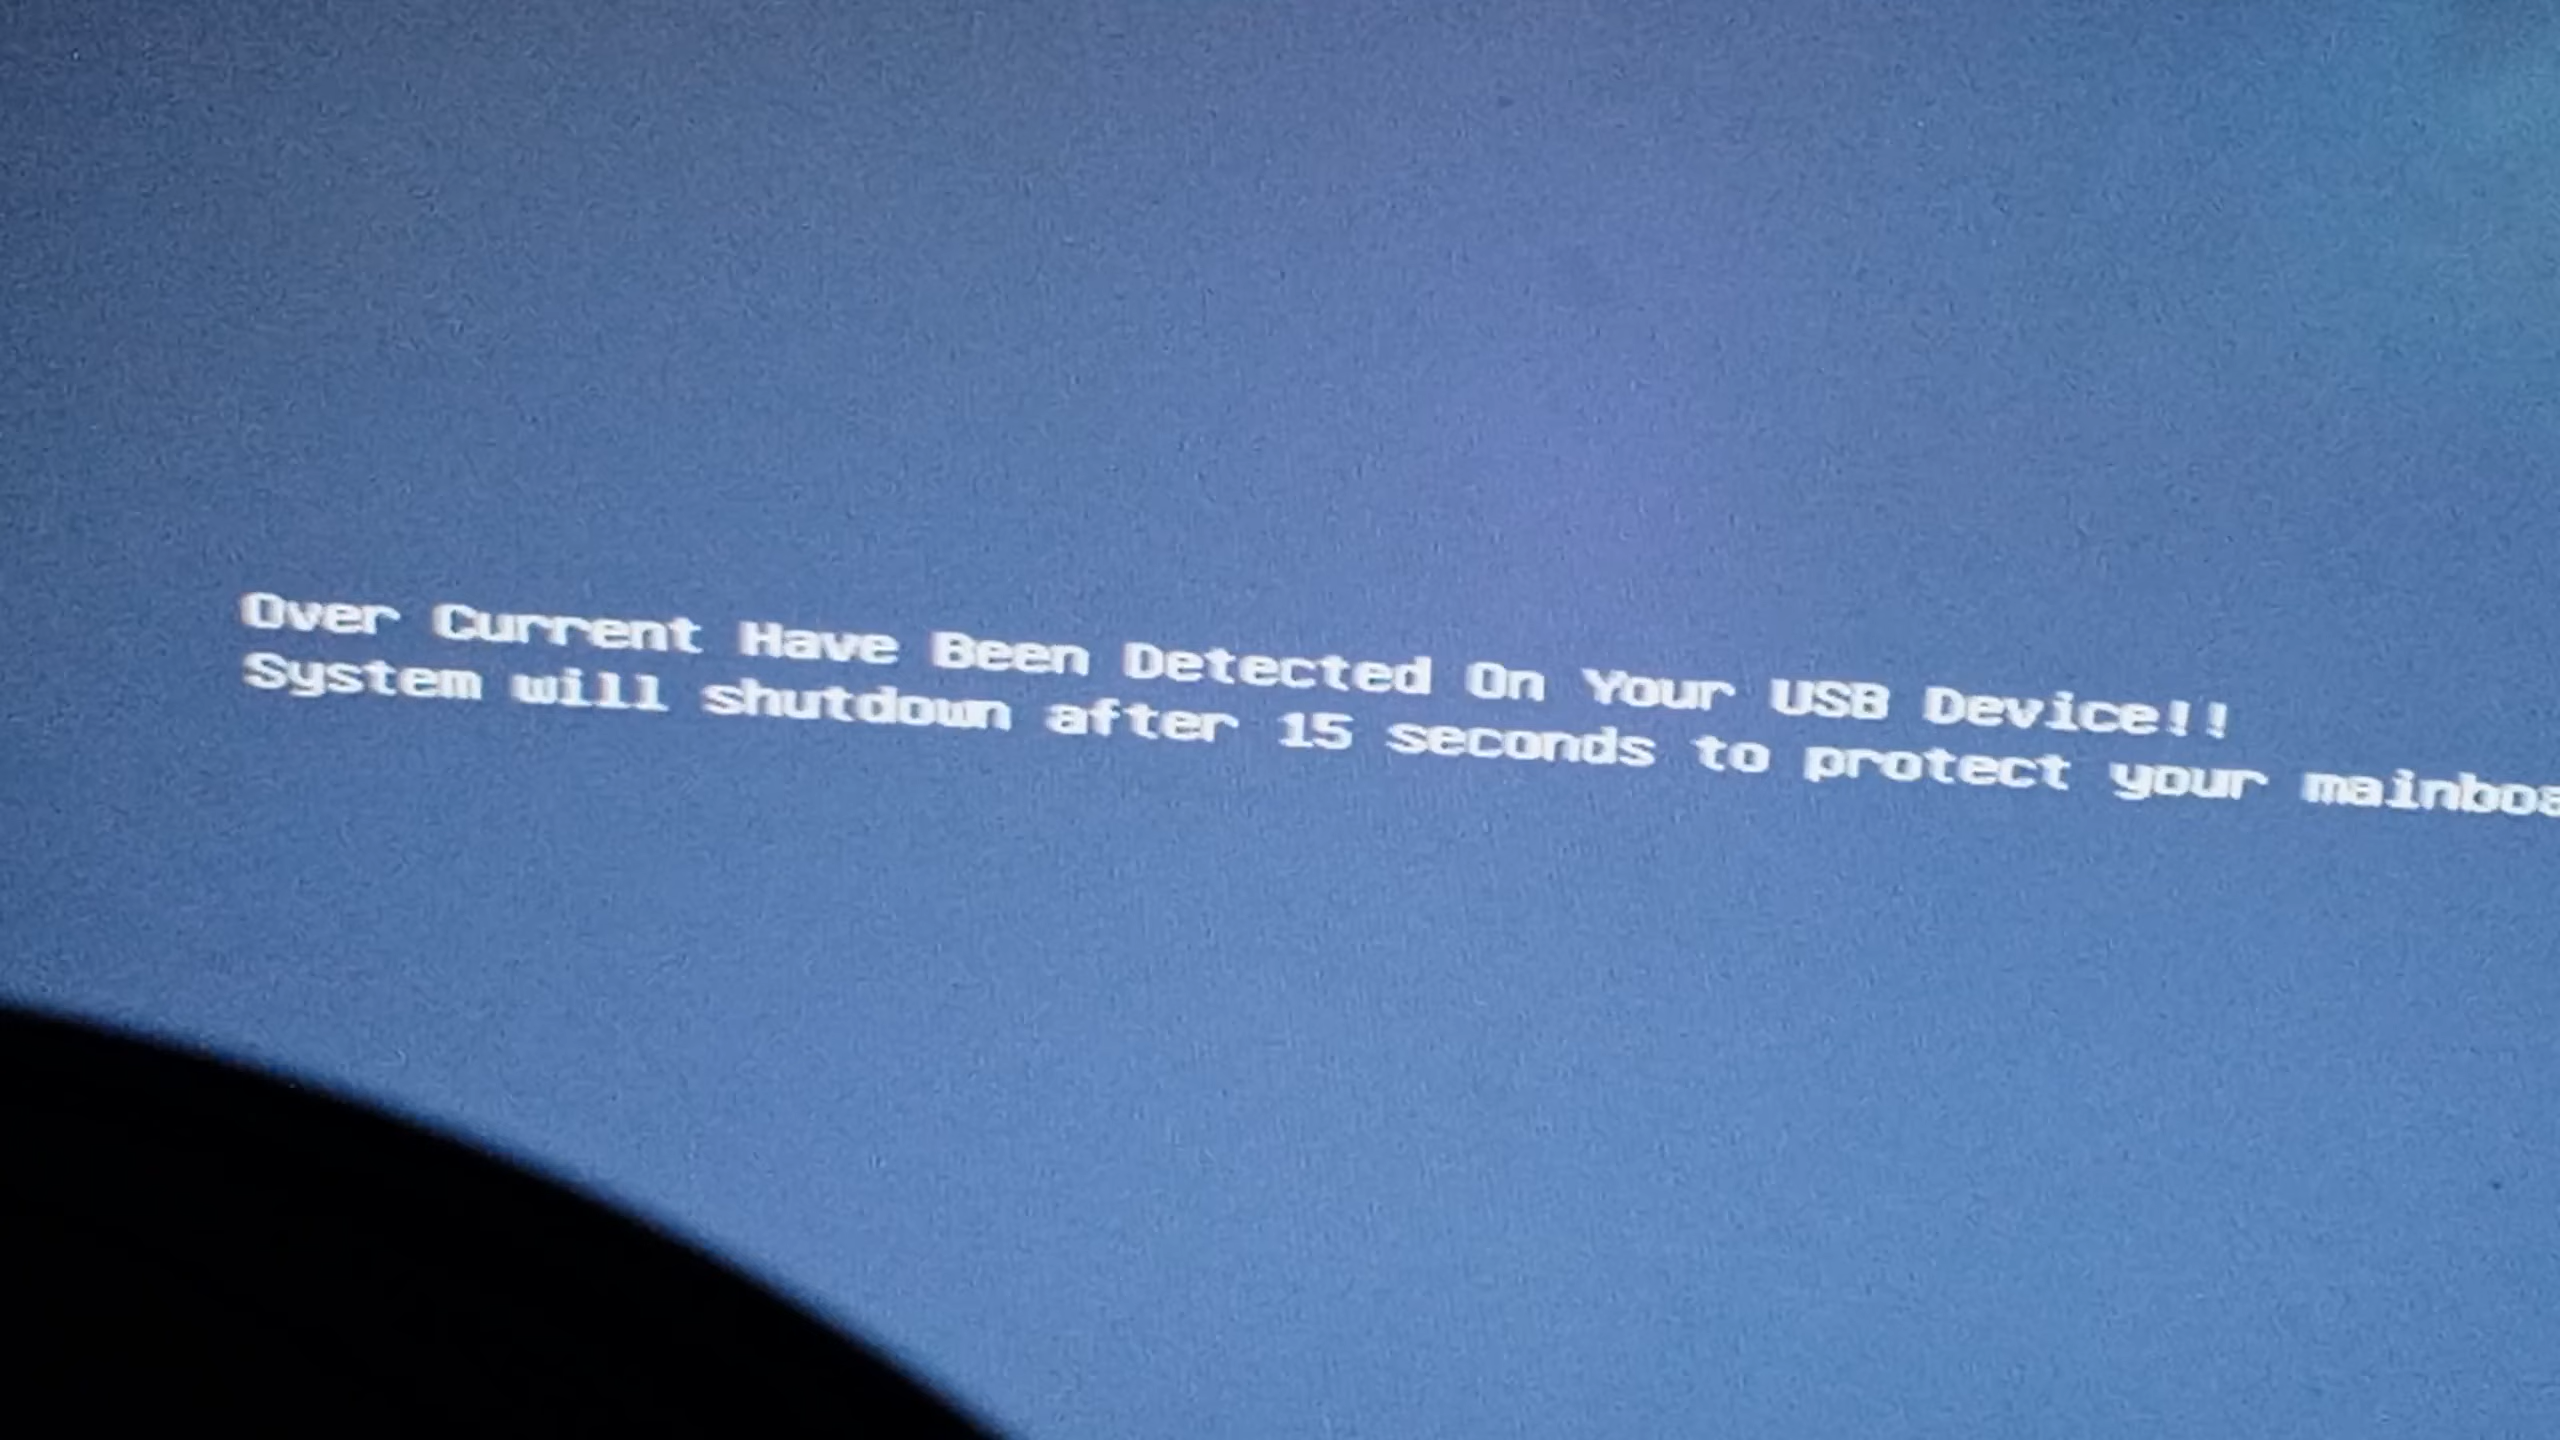 Over Current Have Been Detected On Your USB Device!!
System will shutdown after 15 seconds to protect your